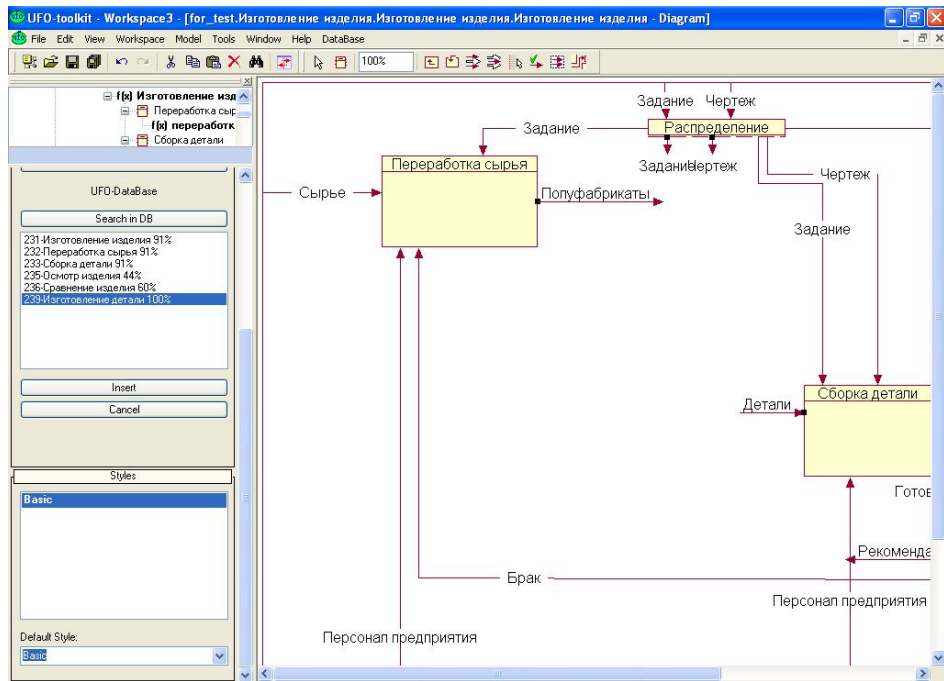 UFO-toolkit - Workspace3 - [for_test.Изготовление изделия.Изготовление изделия.Изготовление изделия - Diagram]
File Edit View Workspace Model Tools Window Help DataBase
100%
f(x) Изготовление изд
Переработка сыр
f(x) переработк
Сборка детали
UFO-DataBase
Search in DB
231-Изготовление изделия 91%
232-Переработка сырья 91%
233-Сборка детали 91%
235-Осмотр изделия 44%
236-Сравнение изделия 60%
239-Изготовление детали 100%
Insert
Cancel
Styles
Basic
Default Style:
Basic
Задание Чертеж
Задание
Распределение
Переработка сырья
Задание Чертеж
Чертеж
Сырье
Полуфабрикаты
Задание
Сборка детали
Детали
Готов
Рекоменда
Брак
Персонал предприятия
Персонал предприятия